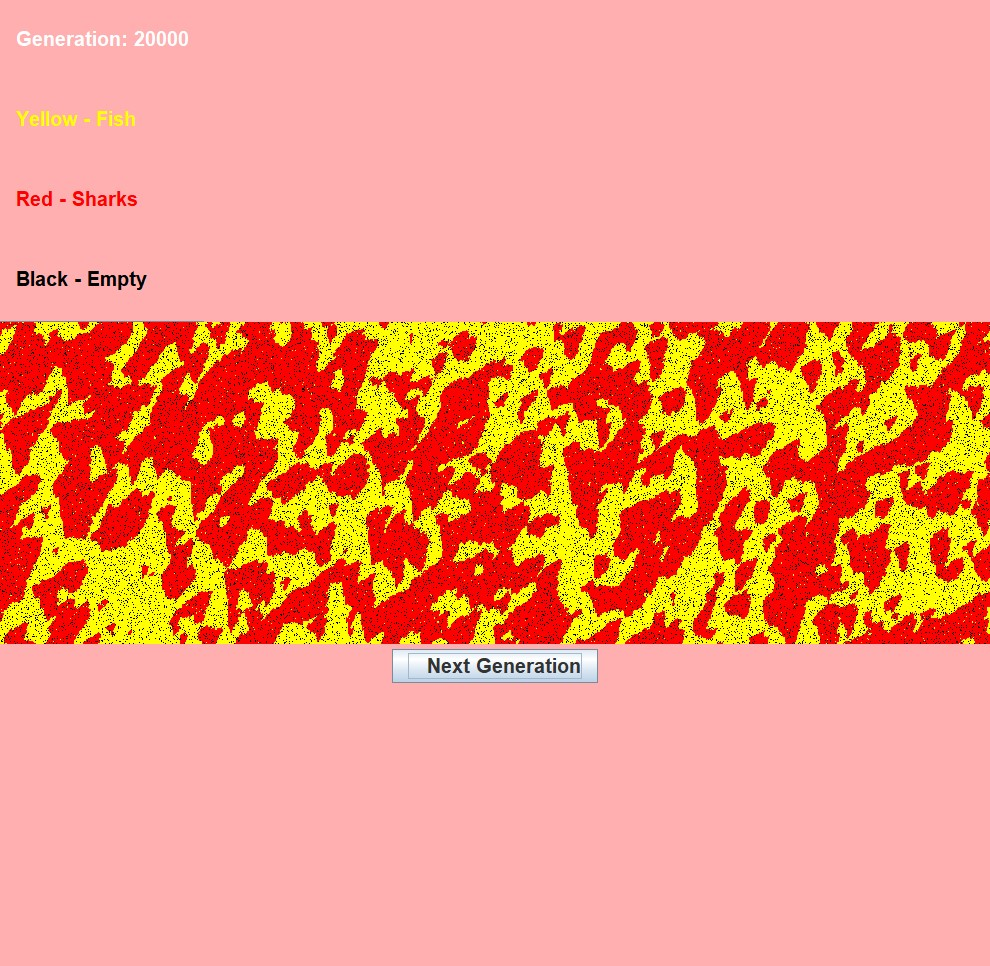 Generation: 20000
Yellow - Fish
Red - Sharks
Black - Empty
Next Generation